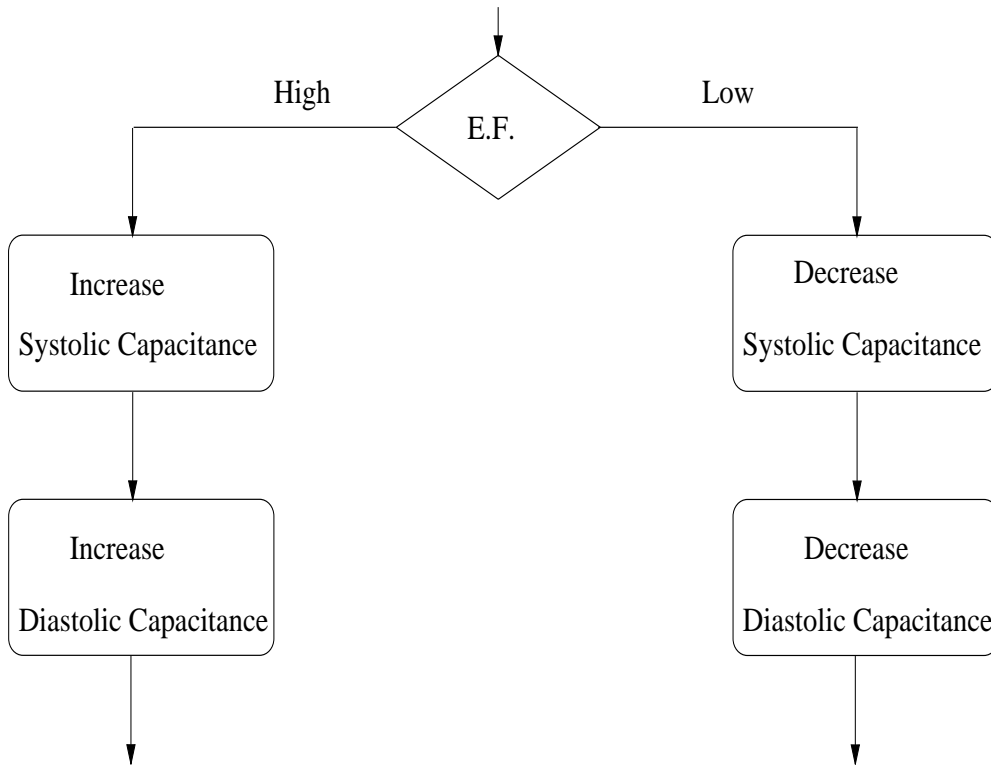 High
Low
E.F.
Increase
Systolic Capacitance
Decrease
Systolic Capacitance
Increase
Diastolic Capacitance
Decrease
Diastolic Capacitance